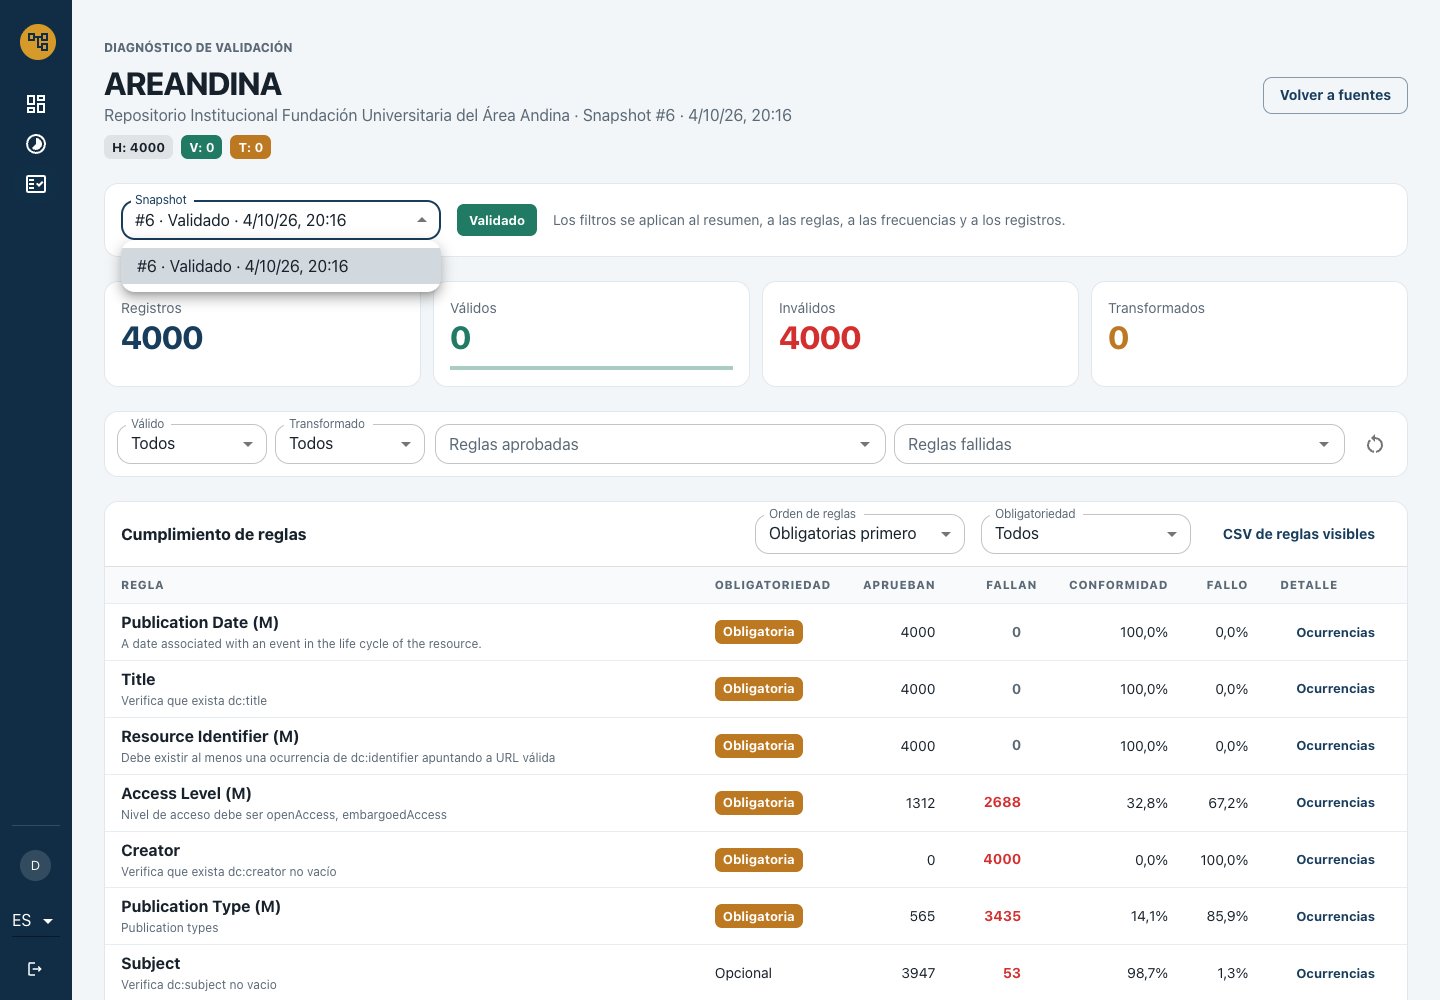 DIAGNÓSTICO DE VALIDACIÓN
AREANDINA
Repositorio Institucional Fundación Universitaria del Área Andina · Snapshot #6 · 4/10/26, 20:16
Volver a fuentes
H: 4000 V: 0 T: 0
Snapshot
#6 · Validado · 4/10/26, 20:16
Validado
Los filtros se aplican al resumen, a las reglas, a las frecuencias y a los registros.
#6 · Validado · 4/10/26, 20:16
Registros
4000
Válidos
0
Inválidos
4000
Transformados
0
Válido
Todos
Transformado
Todos
Reglas aprobadas
Reglas fallidas
Cumplimiento de reglas
Orden de reglas
Obligatorias primero
Obligatoriedad
Todos
CSV de reglas visibles
REGLA OBLIGATORIEDAD APRUEBAN FALLAN CONFORMIDAD FALLO DETALLE
Publication Date (M)
A date associated with an event in the life cycle of the resource.
Obligatoria 4000 0 100,0% 0,0% Ocurrencias
Title
Verifica que exista dc:title
Obligatoria 4000 0 100,0% 0,0% Ocurrencias
Resource Identifier (M)
Debe existir al menos una ocurrencia de dc:identifier apuntando a URL válida
Obligatoria 4000 0 100,0% 0,0% Ocurrencias
Access Level (M)
Nivel de acceso debe ser openAccess, embargoedAccess
Obligatoria 1312 2688 32,8% 67,2% Ocurrencias
Creator
Verifica que exista dc:creator no vacío
Obligatoria 0 4000 0,0% 100,0% Ocurrencias
Publication Type (M)
Publication types
Obligatoria 565 3435 14,1% 85,9% Ocurrencias
Subject
Verifica dc:subject no vacio
Opcional 3947 53 98,7% 1,3% Ocurrencias
D
ES